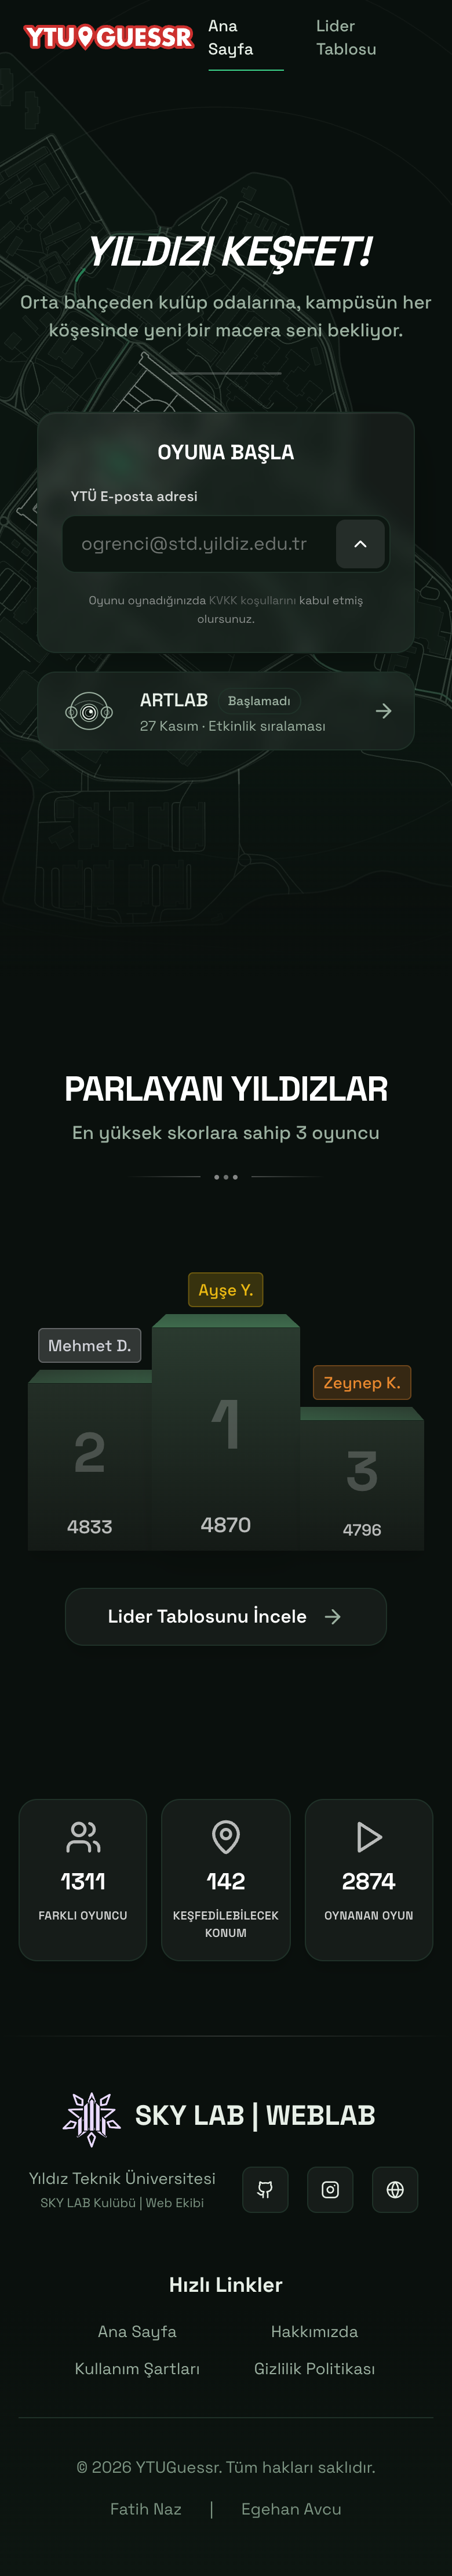 YTU GUESSR
Ana
Sayfa
Lider
Tablosu
YILDIZI KEŞFET!
Orta bahçeden kulüp odalarına, kampüsün her
köşesinde yeni bir macera seni bekliyor.
OYUNA BAŞLA
YTÜ E-posta adresi
ogrenci@std.yildiz.edu.tr
Oyunu oynadığınızda KVKK koşullarını kabul etmiş
olursunuz.
ARTLAB Başlamadı
27 Kasım · Etkinlik sıralaması
PARLAYAN YILDIZLAR
En yüksek skorlara sahip 3 oyuncu
Ayşe Y.
Mehmet D.
Zeynep K.
1
2
3
4870
4833
4796
Lider Tablosunu İncele
1311
FARKLI OYUNCU
142
KEŞFEDİLEBİLECEK
KONUM
2874
OYNANAN OYUN
SKY LAB | WEBLAB
Yıldız Teknik Üniversitesi
SKY LAB Kulübü | Web Ekibi
Hızlı Linkler
Ana Sayfa
Hakkımızda
Kullanım Şartları
Gizlilik Politikası
© 2026 YTUGuessr. Tüm hakları saklıdır.
Fatih Naz | Egehan Avcu